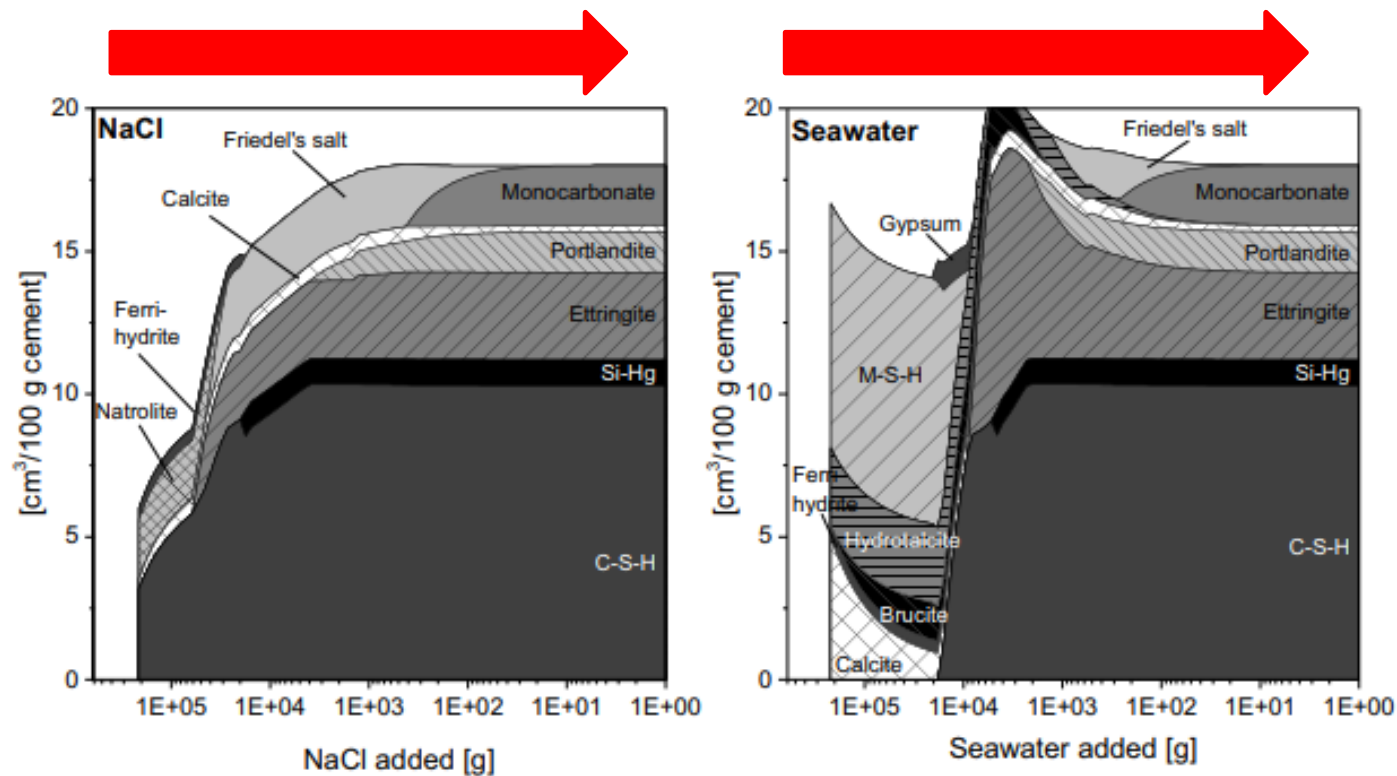 NaCl
20
15
10
5
0
[cm³/100 g cement]
Friedel's salt
Calcite
Monocarbonate
Portlandite
Ferri-
hydrite
Ettringite
Si-Hg
Natrolite
C-S-H
1E+05 1E+04 1E+03 1E+02 1E+01 1E+00
NaCl added [g]
Seawater
20
15
10
5
0
[cm³/100 g cement]
Friedel's salt
Monocarbonate
Gypsum
Portlandite
Ettringite
M-S-H
Si-Hg
Ferri
hydrite
Hydrotalcite
C-S-H
Brucite
Calcite
1E+05 1E+04 1E+03 1E+02 1E+01 1E+00
Seawater added [g]